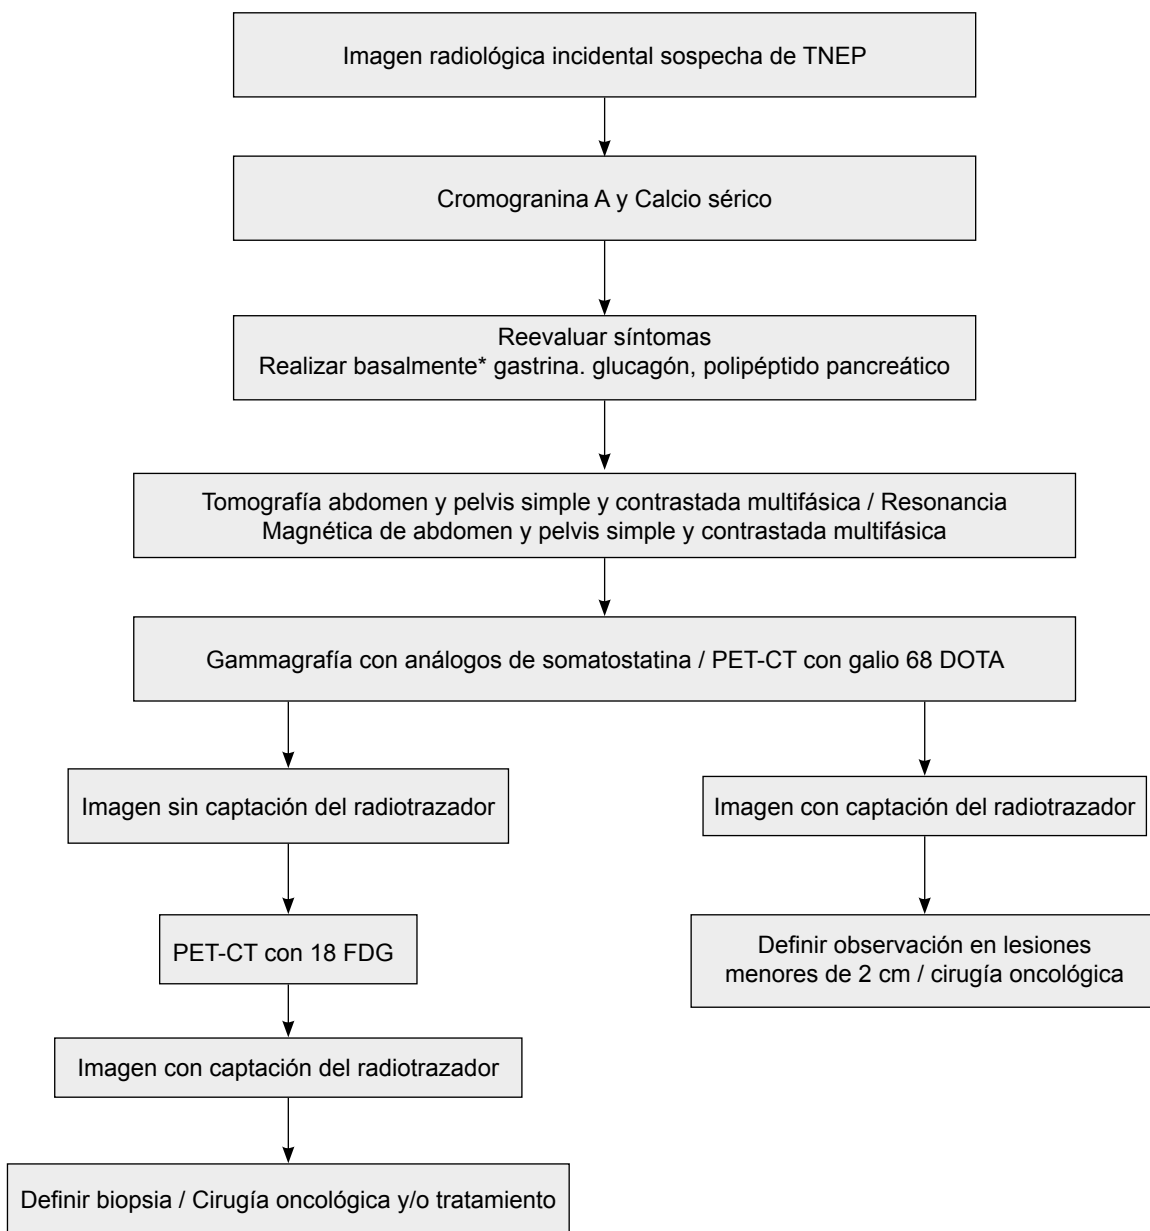 Imagen radiológica incidental sospecha de TNEP
Cromogranina A y Calcio sérico
Reevaluar síntomas
Realizar basalmente* gastrina. glucagón, polipéptido pancreático
Tomografía abdomen y pelvis simple y contrastada multifásica / Resonancia
Magnética de abdomen y pelvis simple y contrastada multifásica
Gammagrafía con análogos de somatostatina / PET-CT con galio 68 DOTA
Imagen sin captación del radiotrazador
Imagen con captación del radiotrazador
PET-CT con 18 FDG
Definir observación en lesiones
menores de 2 cm / cirugía oncológica
Imagen con captación del radiotrazador
Definir biopsia / Cirugía oncológica y/o tratamiento